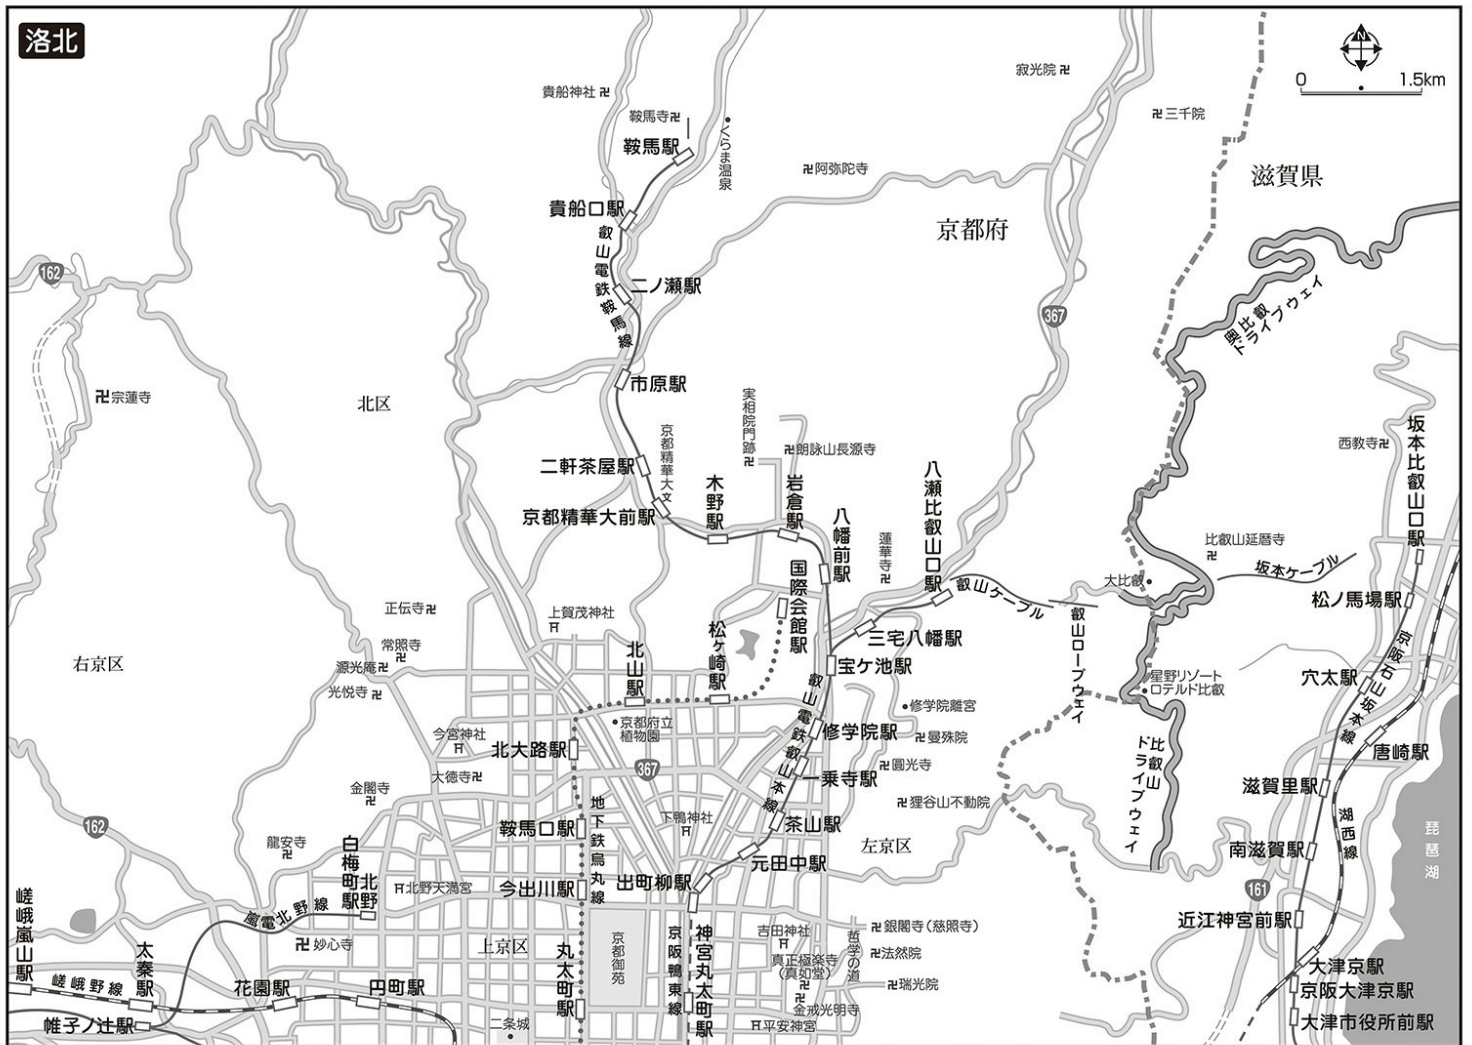 洛北
N
0 1.5km
寂光院
貴船神社
鞍馬寺
鞍馬駅
くらま温泉
三千院
阿弥陀寺
滋賀県
京都府
貴船口駅
叡山電鉄鞍馬線
二ノ瀬駅
162
367
奥比叡
ドライブウェイ
市原駅
宗蓮寺
北区
実相院門跡
朗詠山長源寺
京都精華大
二軒茶屋駅
京都精華大前駅
木野駅
岩倉駅
八幡前駅
八瀬比叡山口駅
西教寺
坂本比叡山口駅
国際会館駅
蓮華寺
比叡山延暦寺
坂本ケーブル
大比叡
叡山ケーブル
叡山ロープウェイ
松ノ馬場駅
正伝寺
上賀茂神社
常照寺
源光庵
光悦寺
右京区
北山駅
松ヶ崎駅
三宅八幡駅
宝ケ池駅
京阪石山坂本線
穴太駅
星野リゾート
ロテルド比叡
修学院離宮
叡山電鉄叡山本線
修学院駅
曼殊院
京都府立
植物園
今宮神社
北大路駅
大徳寺
367
一乗寺駅
圓光寺
比叡山
ドライブウェイ
唐崎駅
滋賀里駅
金閣寺
狸谷山不動院
地下鉄烏丸線
鞍馬口駅
下鴨神社
茶山駅
162
龍安寺
北野
白梅町駅
左京区
湖西線
南滋賀駅
琵琶湖
元田中駅
出町柳駅
今出川駅
北野天満宮
嵯峨嵐山駅
嵐電北野線
161
近江神宮前駅
妙心寺
上京区
太秦駅
丸太町駅
京都御苑
京阪鴨東線
神宮丸太町駅
吉田神社
真正極楽寺
(真如堂)
哲学の道
銀閣寺(慈照寺)
法然院
瑞光院
金戒光明寺
平安神宮
嵯峨野線
花園駅
円町駅
帷子ノ辻駅
二条城
大津京駅
京阪大津京駅
大津市役所前駅